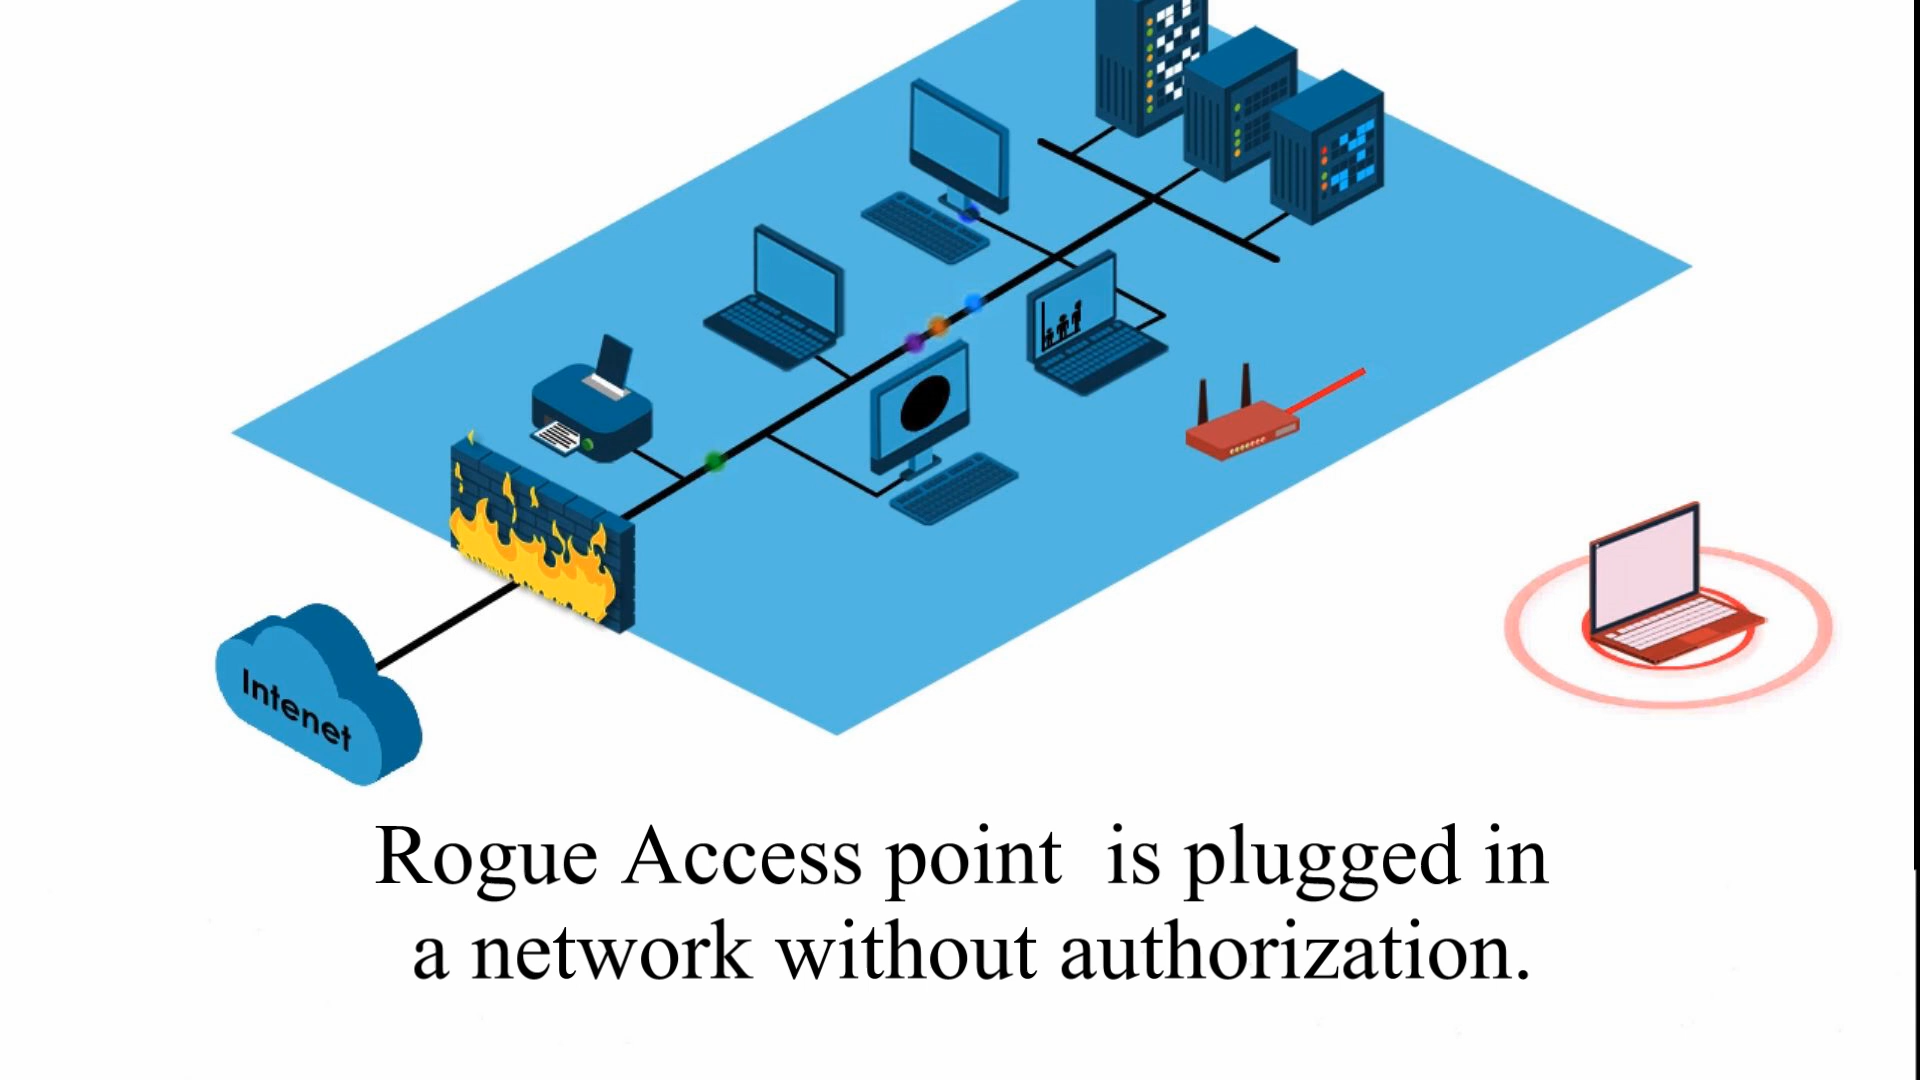 Intenet
Rogue Access point  is plugged in
a network without authorization.